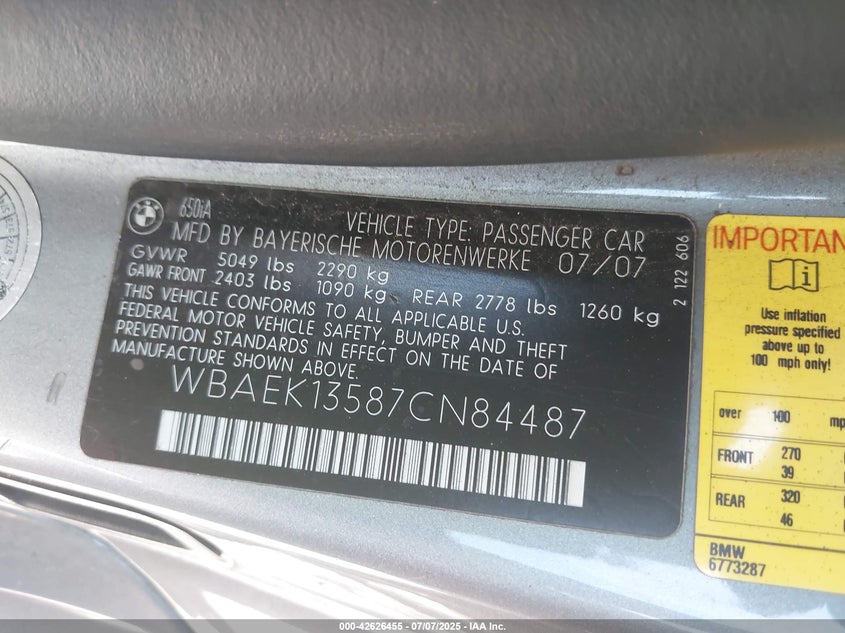 650iA
VEHICLE TYPE: PASSENGER CAR
MFD BY BAYERISCHE MOTORENWERKE 07/07
GVWR 5049 lbs 2290 kg
GAWR FRONT 2403 lbs 1090 kg REAR 2778 lbs 1260 kg
THIS VEHICLE CONFORMS TO ALL APPLICABLE U.S.
FEDERAL MOTOR VEHICLE SAFETY, BUMPER AND THEFT
PREVENTION STANDARDS IN EFFECT ON THE DATE OF
MANUFACTURE SHOWN ABOVE.
WBAEK13587CN84487
2 122 606
IMPORTAN
Use inflation
pressure specified
above up to
100 mph only!
over 100 mp
FRONT 270
39
REAR 320
46
BMW
6773287
000-42626455 - 07/07/2025 - IAA Inc.